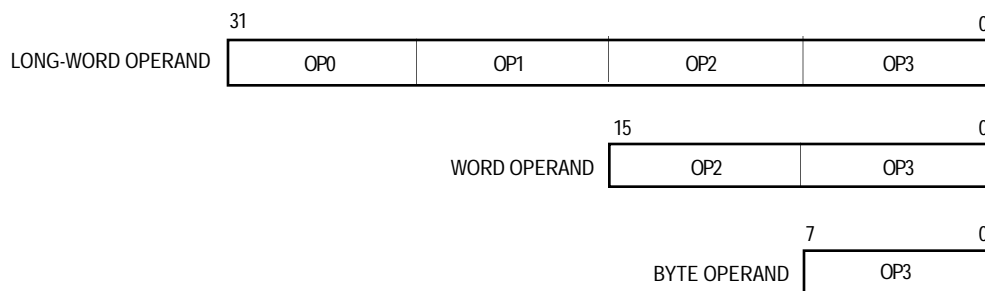 31 0
LONG-WORD OPERAND OP0 OP1 OP2 OP3
15 0
WORD OPERAND OP2 OP3
7 0
BYTE OPERAND OP3